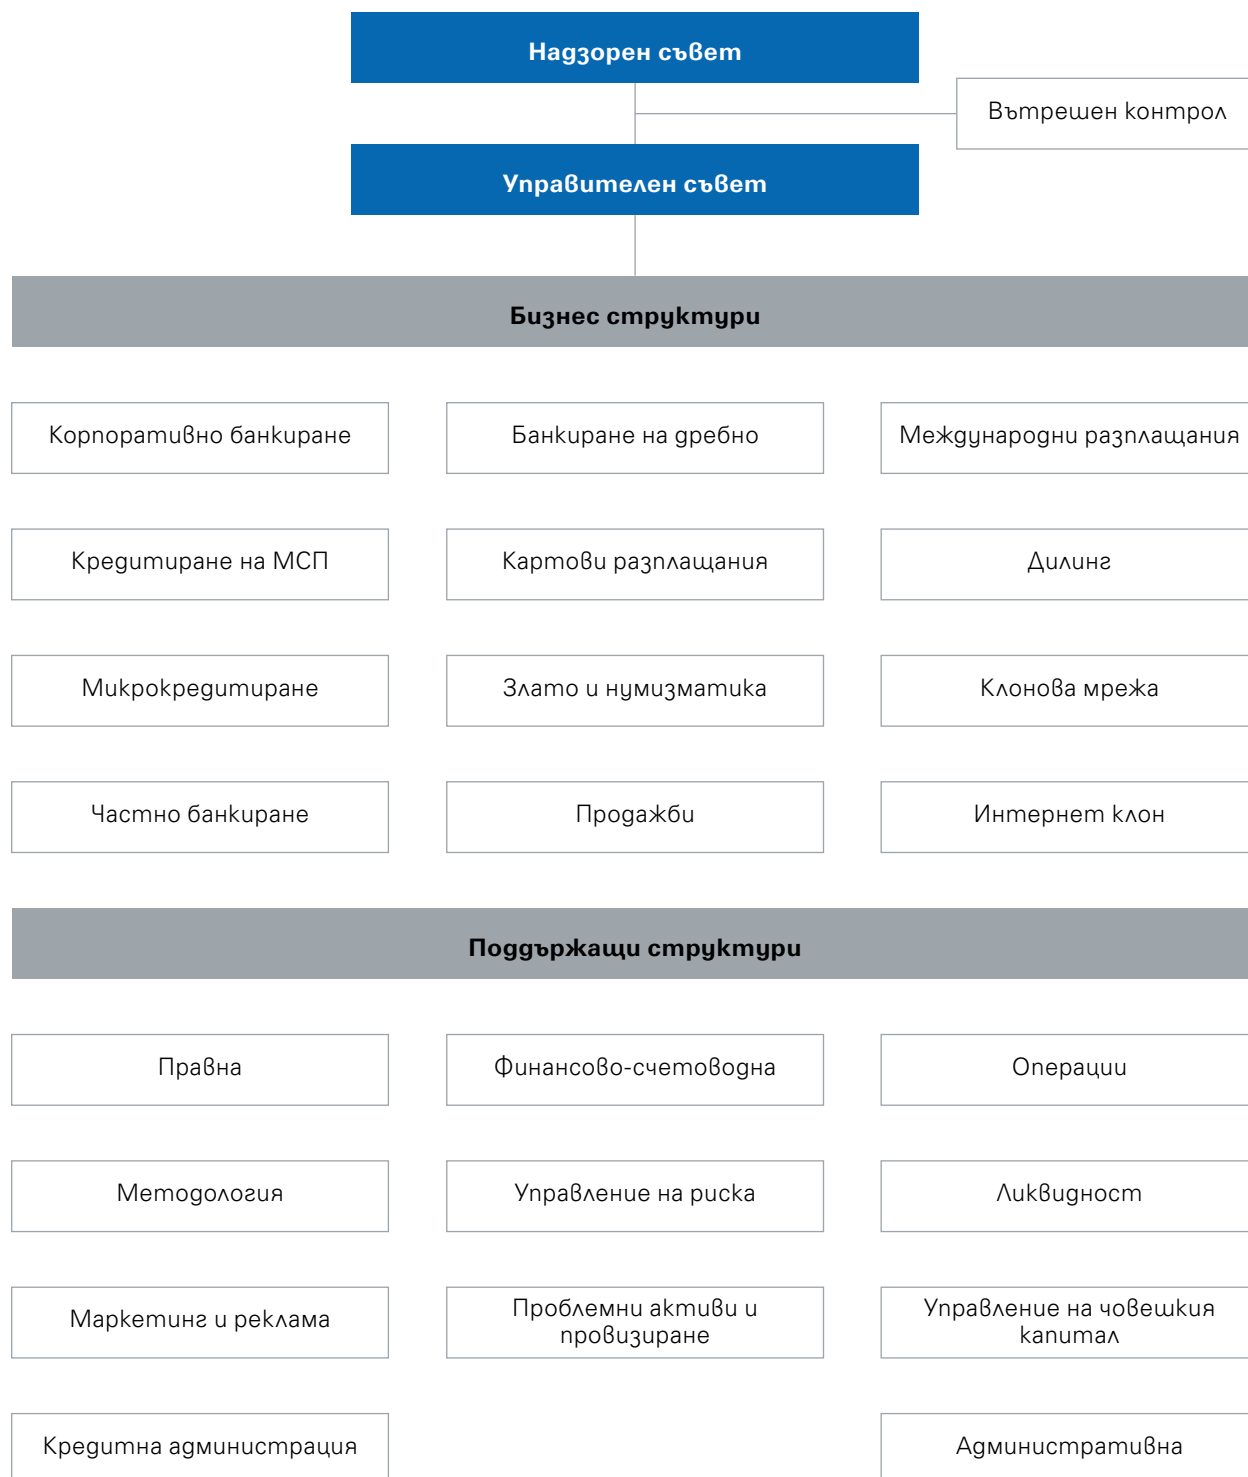 Надзорен съвет
Вътрешен контрол
Управителен съвет
Бизнес структури
Корпоративно банкиране
Банкиране на дребно
Международни разплащания
Кредитиране на МСП
Картови разплащания
Дилинг
Микрокредитиране
Злато и нумизматика
Клонова мрежа
Частно банкиране
Продажби
Интернет клон
Поддържащи структури
Правна
Финансово-счетоводна
Операции
Методология
Управление на риска
Ликвидност
Маркетинг и реклама
Проблемни активи и
провизиране
Управление на човешкия
капитал
Кредитна администрация
Административна